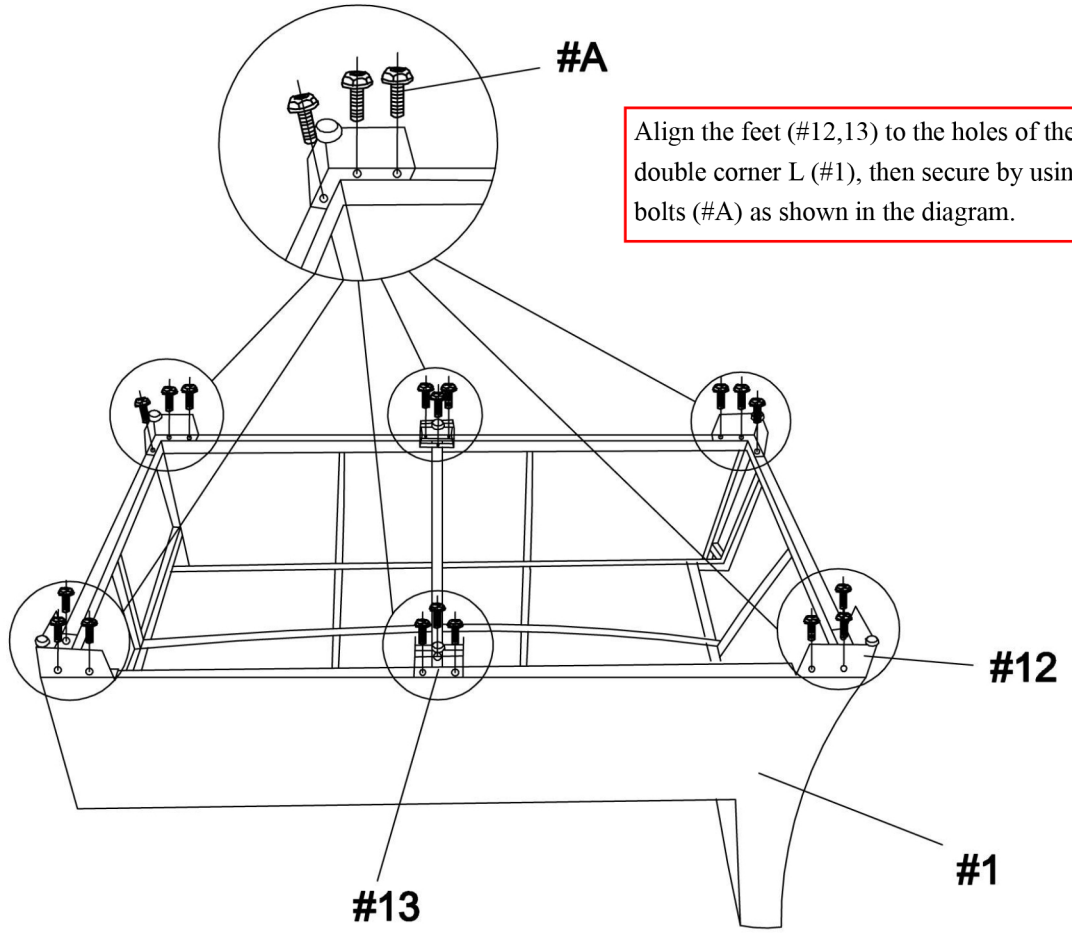 #A
Align the feet (#12,13) to the holes of the
double corner L (#1), then secure by usin
bolts (#A) as shown in the diagram.
#12
#1
#13